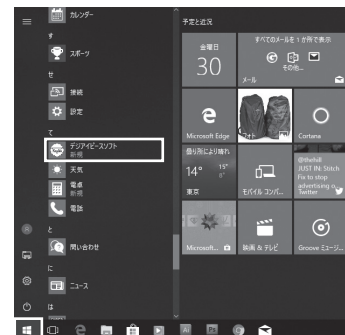 カレンダー
す
スポーツ
せ
接続
設定
て
デジアイピースソフト
新規
天気
電卓
新規
電話
と
問い合わせ
に
ニュース
は
予定と近況
金曜日
30
すべてのメールを 1 か所で表示
その他...
メール
Microsoft Edge
フォト
Cortana
曇り所により晴れ
14°
15°
東京
モバイル コンパ...
@thehill
JUST IN: Stitch
Fix to stop
advertising o...
Twitter
Microsoft...
映画 & テレビ
Groove ミュージ...